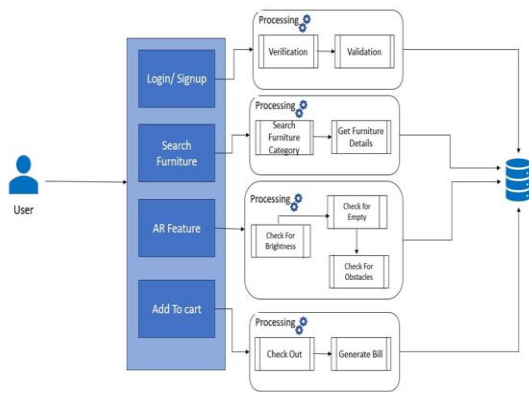 Processing
Verification
Validation
Login/ Signup
Processing
Search
Furniture
Category
Get Furniture
Details
Search
Furniture
User
Processing
Check For
Brightness
Check for
Empty
Check For
Obstacles
AR Feature
Add To cart
Processing
Check Out
Generate Bill